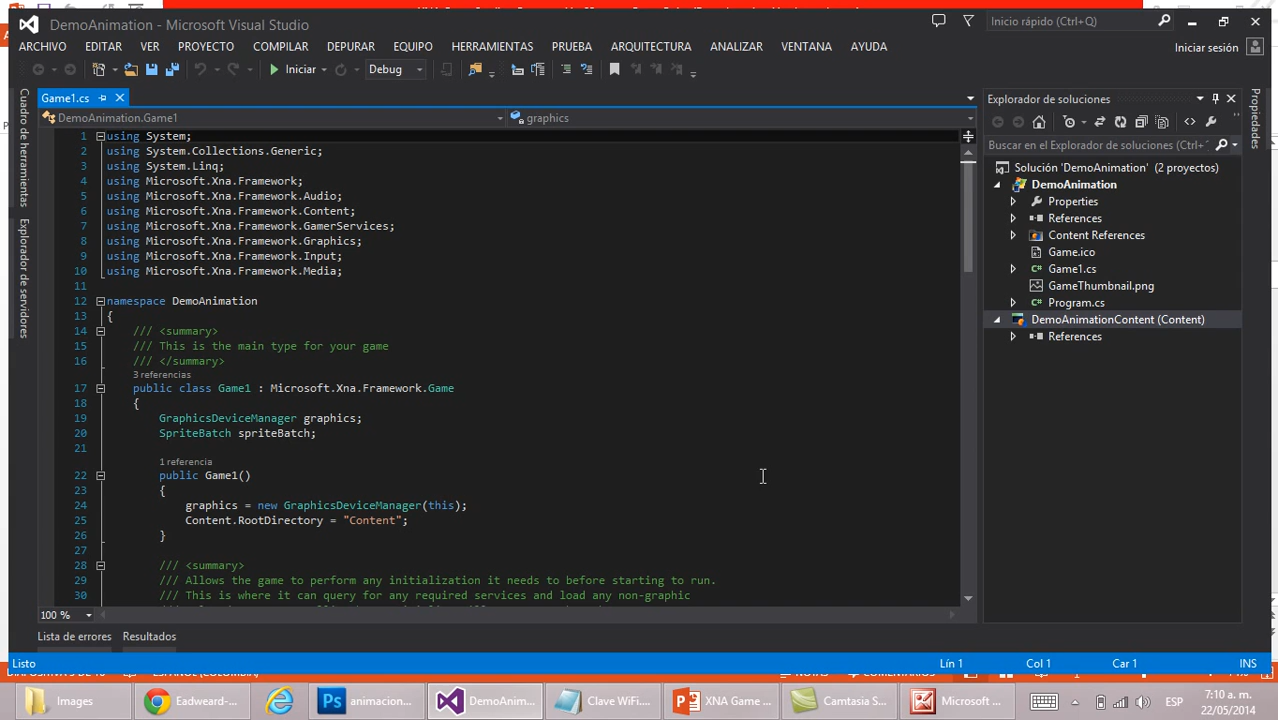 DemoAnimation - Microsoft Visual Studio
Inicio rápido (Ctrl+Q)
ARCHIVO EDITAR VER PROYECTO COMPILAR DEPURAR EQUIPO HERRAMIENTAS PRUEBA ARQUITECTURA ANALIZAR VENTANA AYUDA
Iniciar sesión
Iniciar Debug
Cuadro de herramientas
Explorador de servidores
Game1.cs
DemoAnimation.Game1 graphics
1 using System;
2 using System.Collections.Generic;
3 using System.Linq;
4 using Microsoft.Xna.Framework;
5 using Microsoft.Xna.Framework.Audio;
6 using Microsoft.Xna.Framework.Content;
7 using Microsoft.Xna.Framework.GamerServices;
8 using Microsoft.Xna.Framework.Graphics;
9 using Microsoft.Xna.Framework.Input;
10 using Microsoft.Xna.Framework.Media;
11
12 namespace DemoAnimation
13 {
14 /// <summary>
15 /// This is the main type for your game
16 /// </summary>
3 referencias
17 public class Game1 : Microsoft.Xna.Framework.Game
18 {
19 GraphicsDeviceManager graphics;
20 SpriteBatch spriteBatch;
21
1 referencia
22 public Game1()
23 {
24 graphics = new GraphicsDeviceManager(this);
25 Content.RootDirectory = "Content";
26 }
27
28 /// <summary>
29 /// Allows the game to perform any initialization it needs to before starting to run.
30 /// This is where it can query for any required services and load any non-graphic
100 %
Explorador de soluciones
Buscar en el Explorador de soluciones (Ctrl+
Solución 'DemoAnimation' (2 proyectos)
DemoAnimation
Properties
References
Content References
Game.ico
Game1.cs
GameThumbnail.png
Program.cs
DemoAnimationContent (Content)
References
Propiedades
Lista de errores Resultados
Listo Lín 1 Col 1 Car 1 INS
Images
Eadweard-...
animacion...
DemoAnim...
Clave WiFi....
XNA Game ...
Camtasia S...
Microsoft ...
ESP
7:10 a. m.
22/05/2014